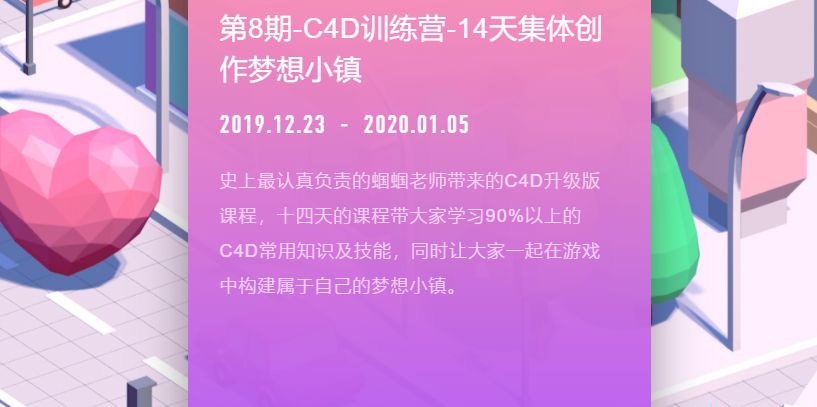 第8期-C4D训练营-14天集体创
作梦想小镇
2019.12.23 - 2020.01.05
史上最认真负责的蝈蝈老师带来的C4D升级版
课程，十四天的课程带大家学习90%以上的
C4D常用知识及技能，同时让大家一起在游戏
中构建属于自己的梦想小镇。